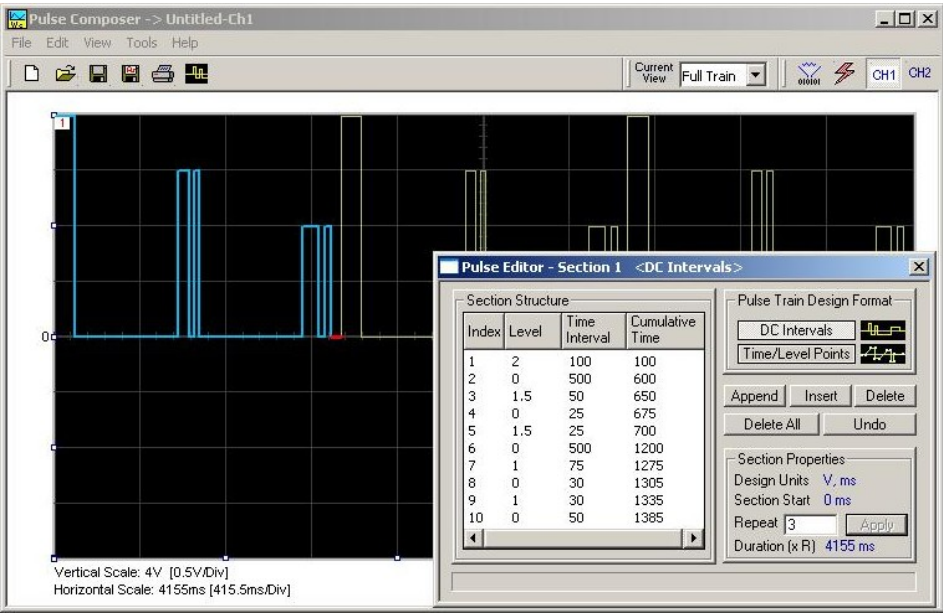 Pulse Composer -> Untitled-Ch1
File Edit View Tools Help
Current View Full Train
010101
CH1 CH2
1
0
Pulse Editor - Section 1 <DC Intervals>
Section Structure
Index Level Time Interval Cumulative Time
1 2 100 100
2 0 500 600
3 1.5 50 650
4 0 25 675
5 1.5 25 700
6 0 500 1200
7 1 75 1275
8 0 30 1305
9 1 30 1335
10 0 50 1385
Pulse Train Design Format
DC Intervals
Time/Level Points
Append Insert Delete
Delete All Undo
Section Properties
Design Units V, ms
Section Start 0 ms
Repeat 3 Apply
Duration (x R) 4155 ms
Vertical Scale: 4V [0.5V/Div]
Horizontal Scale: 4155ms [415.5ms/Div]